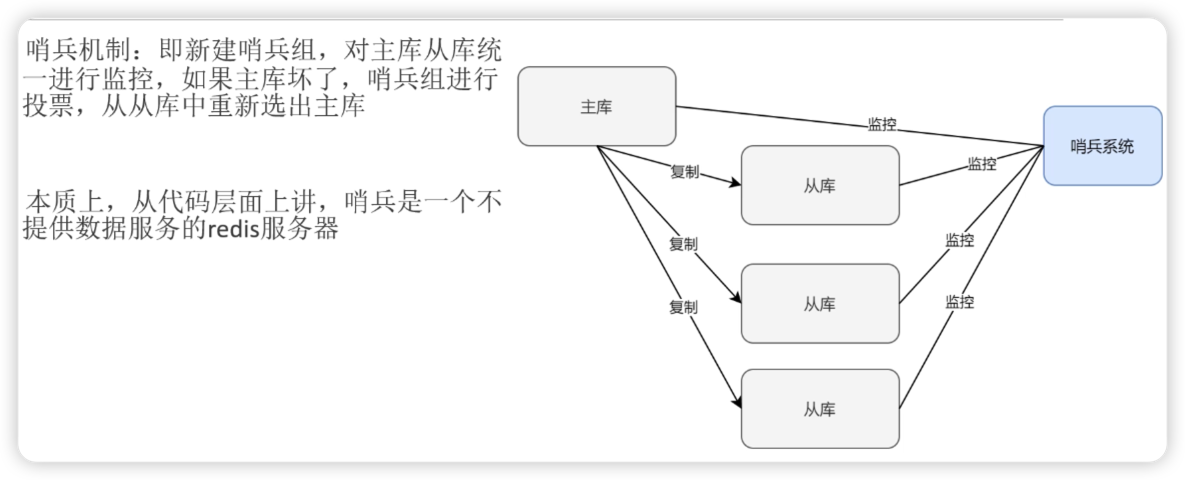 哨兵机制：即新建哨兵组，对主库从库统
一进行监控，如果主库坏了，哨兵组进行
投票，从从库中重新选出主库
本质上，从代码层面上讲，哨兵是一个不
提供数据服务的redis服务器
主库
监控
哨兵系统
复制
从库
监控
复制
从库
监控
复制
从库
监控